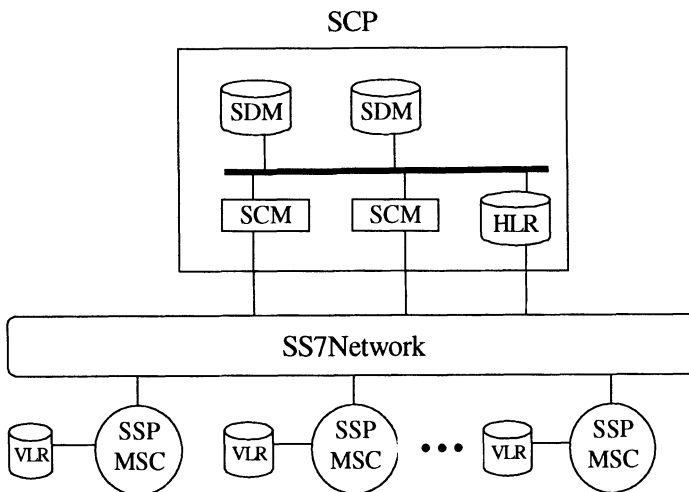 SCP
SDM
SDM
SCM
SCM
HLR
SS7Network
VLR
SSP
MSC
VLR
SSP
MSC
VLR
SSP
MSC